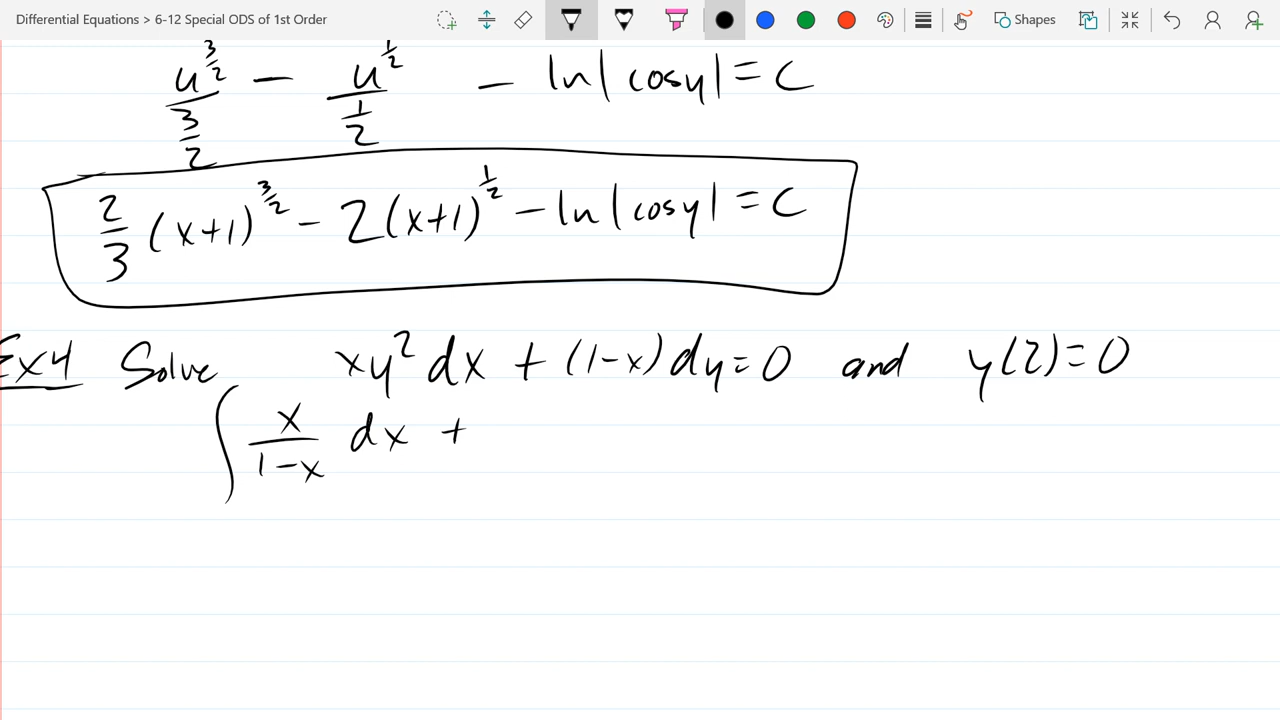 Differential Equations > 6-12 Special ODS of 1st Order Shapes
u^{3/2}/(3/2) - u^{1/2}/(1/2) - ln|cosy| = C
2/3 (x+1)^{3/2} - 2(x+1)^{1/2} - ln|cosy| = C
Ex4 Solve xy² dx + (1-x) dy = 0 and y(2) = 0
∫ x/(1-x) dx +